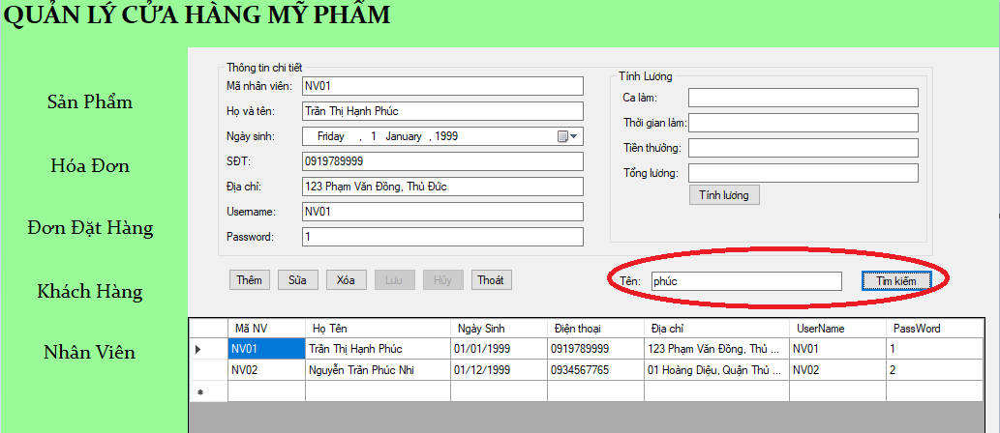 QUẢN LÝ CỬA HÀNG MỸ PHẨM
Sản Phẩm
Hóa Đơn
Đơn Đặt Hàng
Khách Hàng
Nhân Viên
Thông tin chi tiết
Mã nhân viên: NV01
Họ và tên: Trần Thị Hạnh Phúc
Ngày sinh: Friday , 1 January , 1999
SĐT: 0919789999
Địa chỉ: 123 Phạm Văn Đồng, Thủ Đức
Username: NV01
Password: 1
Tính Lương
Ca làm:
Thời gian làm:
Tiền thưởng:
Tổng lương:
Tính lương
Thêm Sửa Xóa Lưu Hủy Thoát
Tên: phúc Tìm kiếm
Mã NV Họ Tên Ngày Sinh Điện thoại Địa chỉ UserName PassWord
NV01 Trần Thị Hạnh Phúc 01/01/1999 0919789999 123 Phạm Văn Đồng, Thủ ... NV01 1
NV02 Nguyễn Trần Phúc Nhi 01/12/1999 0934567765 01 Hoàng Diệu, Quận Thủ ... NV02 2